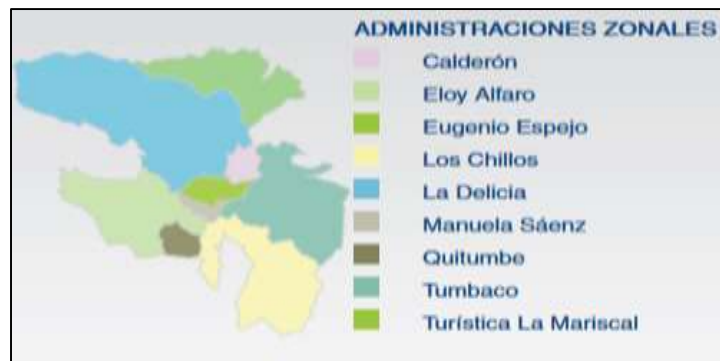 ADMINISTRACIONES ZONALES
Calderón
Eloy Alfaro
Eugenio Espejo
Los Chillos
La Delicia
Manuela Sáenz
Quitumbe
Tumbaco
Turística La Mariscal